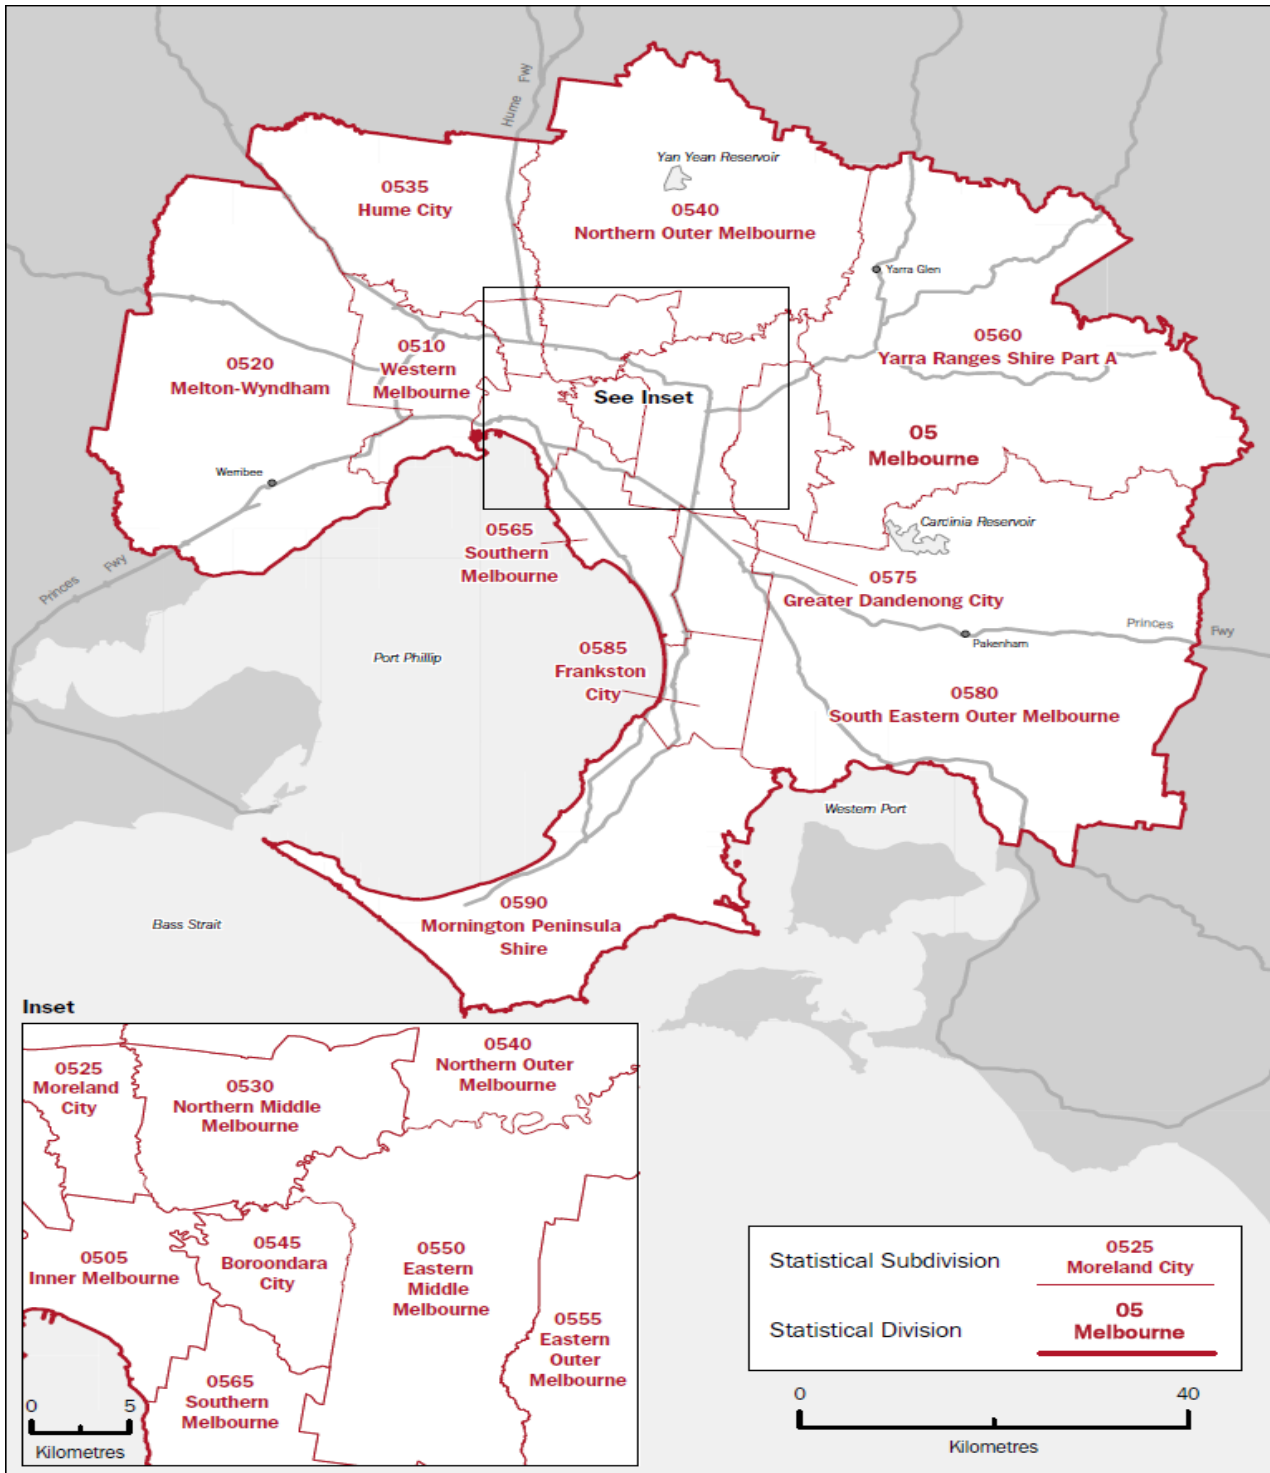 Hume Fwy
Yan Yean Reservoir
0535
Hume City
0540
Northern Outer Melbourne
Yarra Glen
0560
Yarra Ranges Shire Part A
0510
Western
Melbourne
0520
Melton-Wyndham
See Inset
05
Melbourne
Werribee
Cardinia Reservoir
0565
Southern
Melbourne
0575
Greater Dandenong City
Princes Fwy
Princes Fwy
Pakenham
Port Phillip
0585
Frankston
City
0580
South Eastern Outer Melbourne
Western Port
0590
Mornington Peninsula
Shire
Bass Strait
Inset
0525
Moreland
City
0530
Northern Middle
Melbourne
0540
Northern Outer
Melbourne
0505
Inner Melbourne
0545
Boroondara
City
0550
Eastern
Middle
Melbourne
0555
Eastern
Outer
Melbourne
0565
Southern
Melbourne
0 5
Kilometres
Statistical Subdivision
0525
Moreland City
Statistical Division
05
Melbourne
0 40
Kilometres